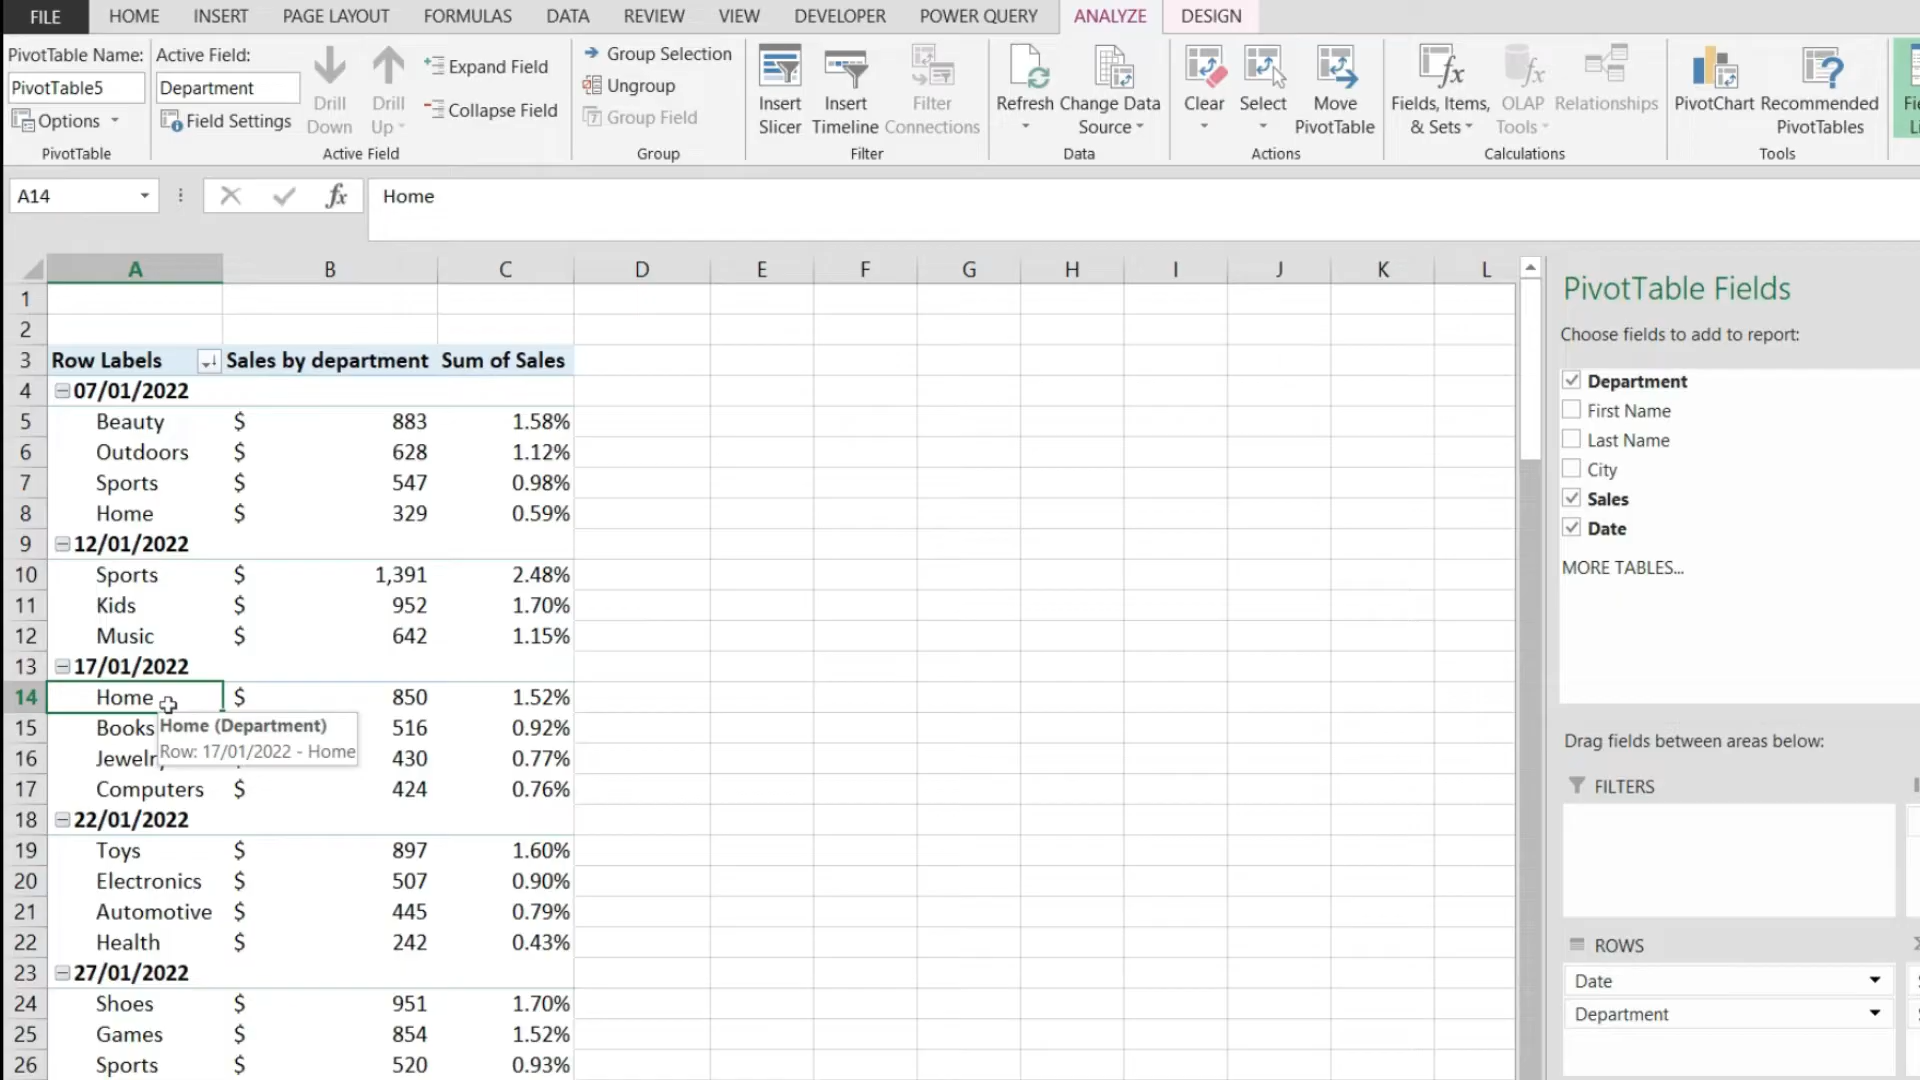 FILE HOME INSERT PAGE LAYOUT FORMULAS DATA REVIEW VIEW DEVELOPER POWER QUERY ANALYZE DESIGN
PivotTable Name:
PivotTable5
Options
PivotTable
Active Field:
Department
Field Settings
Drill Down
Drill Up
Expand Field
Collapse Field
Active Field
Group Selection
Ungroup
Group Field
Group
Insert Slicer
Insert Timeline
Filter Connections
Filter
Refresh
Change Data Source
Data
Clear
Select
Move PivotTable
Actions
Fields, Items, & Sets
OLAP Tools
Relationships
Calculations
PivotChart
Recommended PivotTables
Tools
A14 fx Home
A B C D E F G H I J K L
1
2
3 Row Labels Sales by department Sum of Sales
4 07/01/2022
5 Beauty $ 883 1.58%
6 Outdoors $ 628 1.12%
7 Sports $ 547 0.98%
8 Home $ 329 0.59%
9 12/01/2022
10 Sports $ 1,391 2.48%
11 Kids $ 952 1.70%
12 Music $ 642 1.15%
13 17/01/2022
14 Home $ 850 1.52%
15 Books 516 0.92%
16 430 0.77%
17 Computers $ 424 0.76%
18 22/01/2022
19 Toys $ 897 1.60%
20 Electronics $ 507 0.90%
21 Automotive $ 445 0.79%
22 Health $ 242 0.43%
23 27/01/2022
24 Shoes $ 951 1.70%
25 Games $ 854 1.52%
26 Sports $ 520 0.93%
Home (Department)
Row: 17/01/2022 - Home
PivotTable Fields
Choose fields to add to report:
Department
First Name
Last Name
City
Sales
Date
MORE TABLES...
Drag fields between areas below:
FILTERS
ROWS
Date
Department